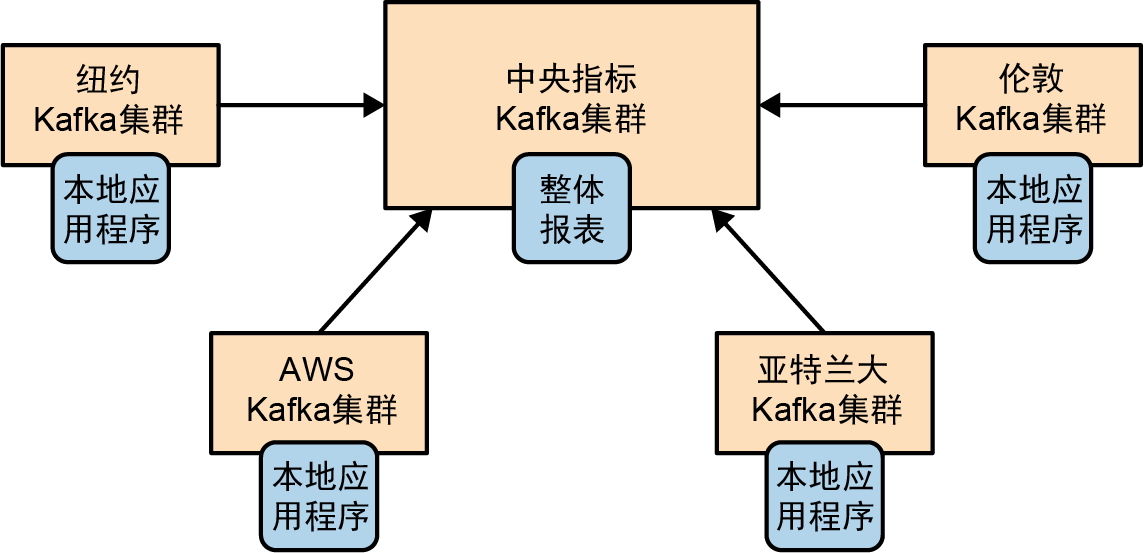 纽约
Kafka集群
本地应
用程序
中央指标
Kafka集群
整体
报表
伦敦
Kafka集群
本地应
用程序
AWS
Kafka集群
本地应
用程序
亚特兰大
Kafka集群
本地应
用程序